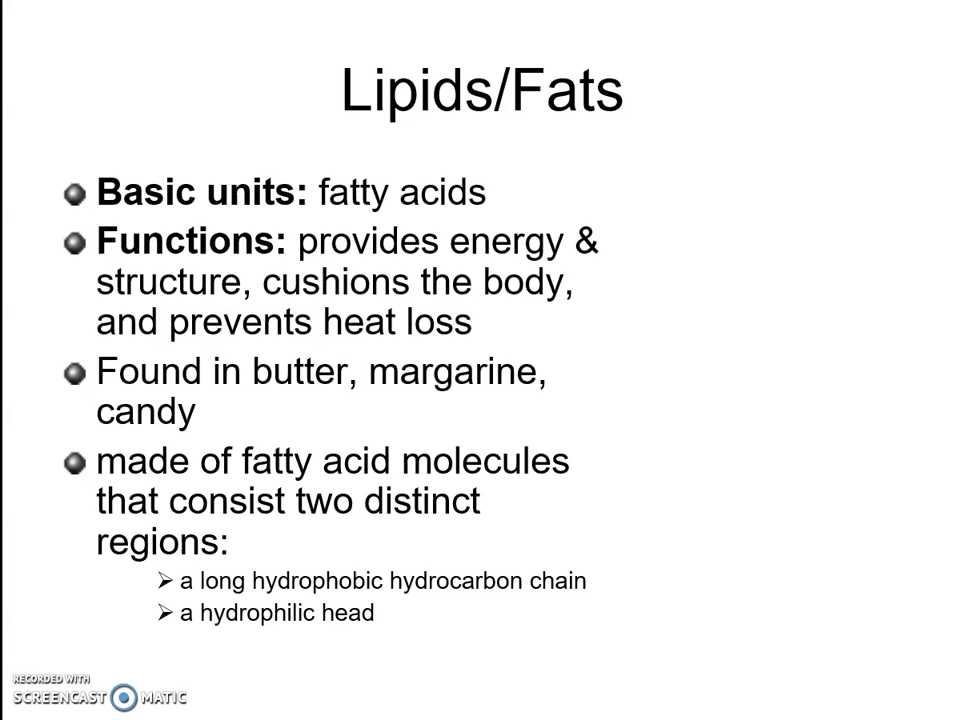 Lipids/Fats
Basic units: fatty acids
Functions: provides energy &
structure, cushions the body,
and prevents heat loss
Found in butter, margarine,
candy
made of fatty acid molecules
that consist two distinct
regions:
a long hydrophobic hydrocarbon chain
a hydrophilic head
RECORDED WITH
SCREENCAST MATIC